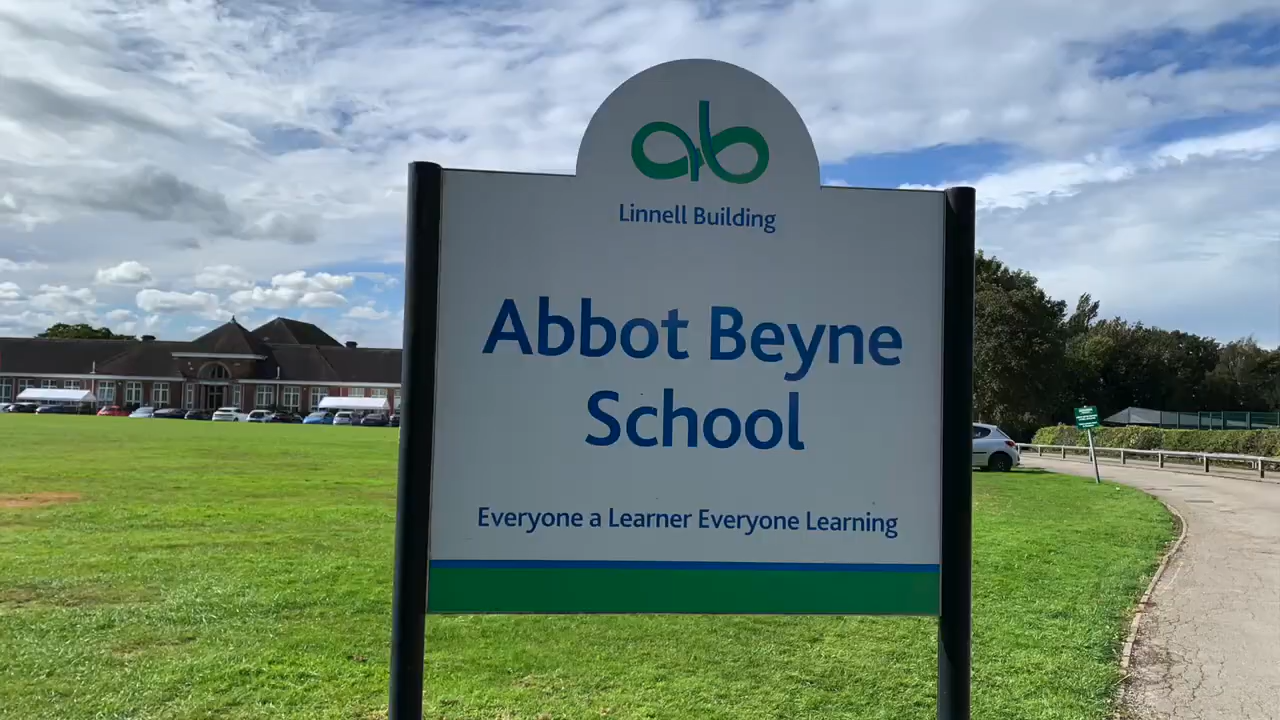 ab
Linnell Building
Abbot Beyne
School
Everyone a Learner Everyone Learning